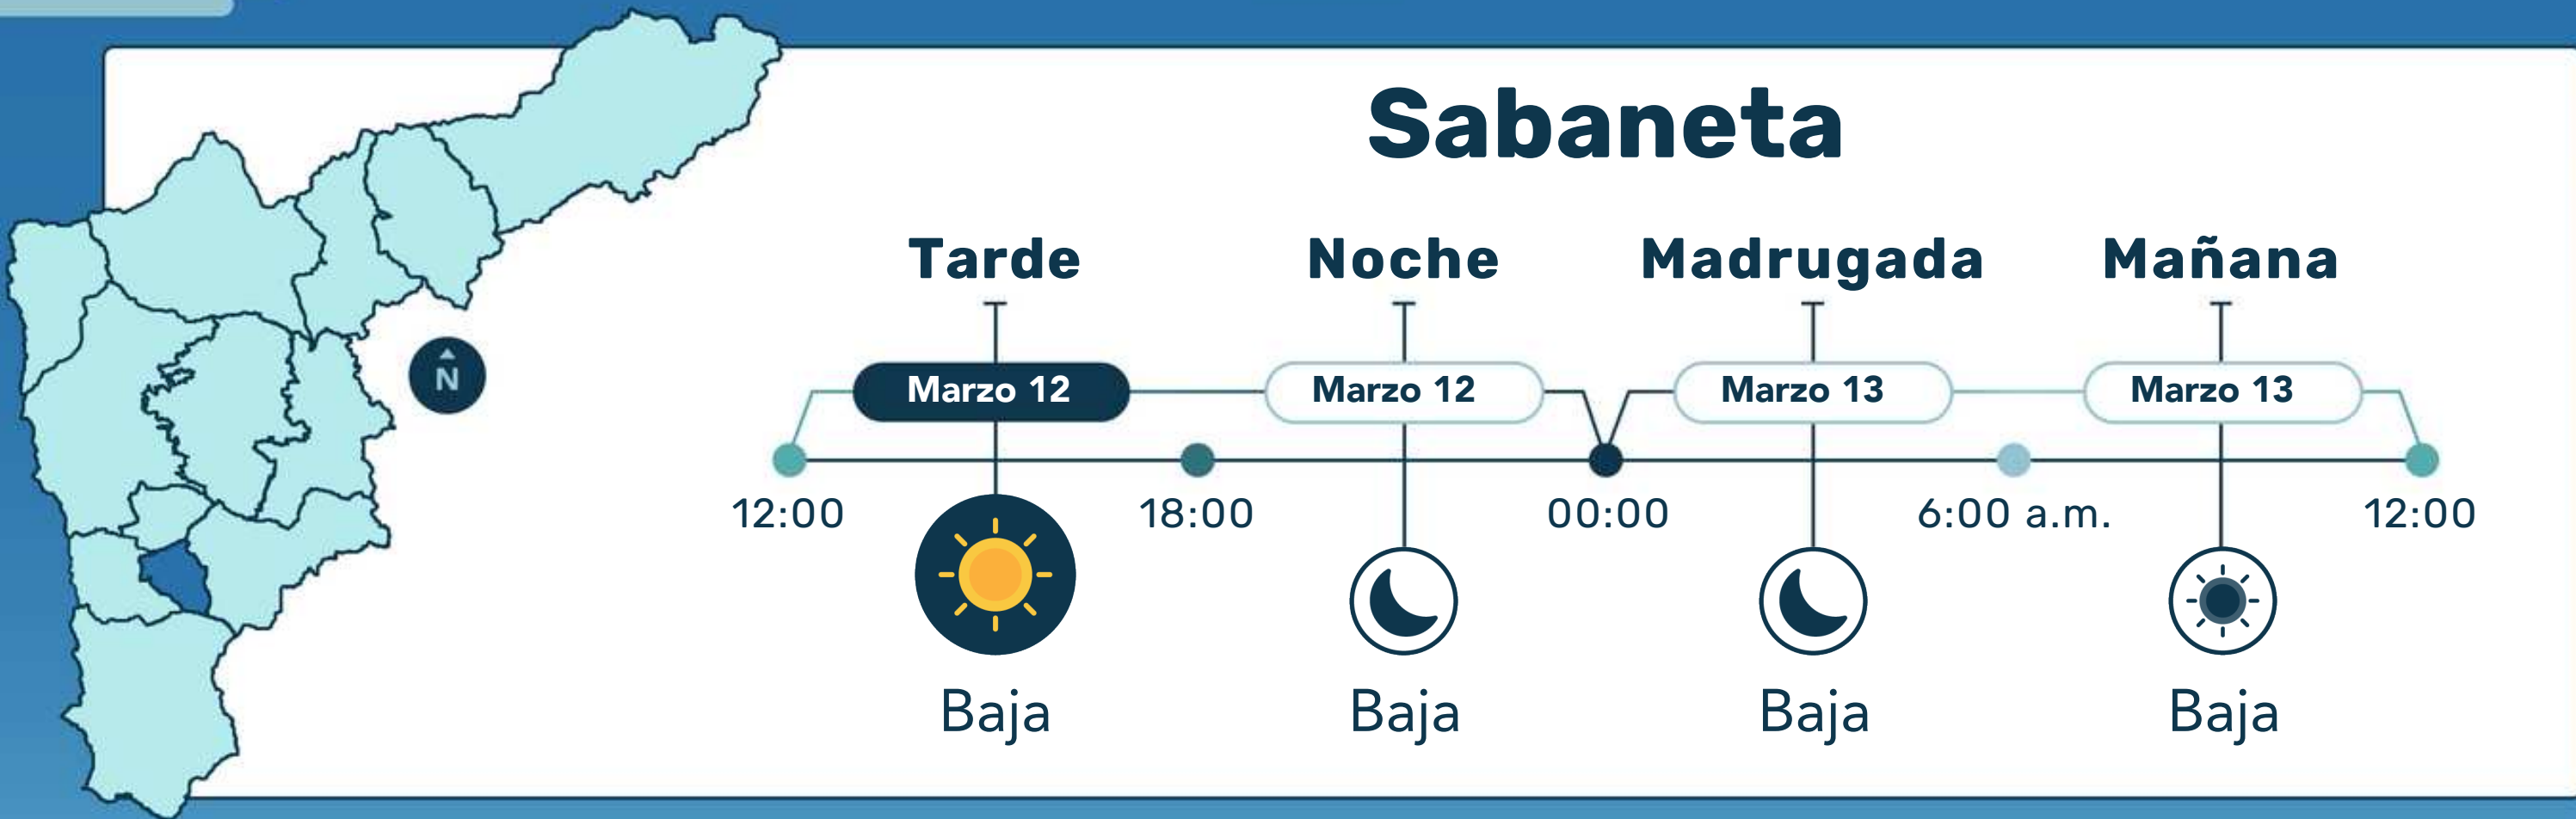 Sabaneta
Tarde Noche Madrugada Mañana
Marzo 12 Marzo 12 Marzo 13 Marzo 13
12:00 18:00 00:00 6:00 a.m. 12:00
N
Baja Baja Baja Baja